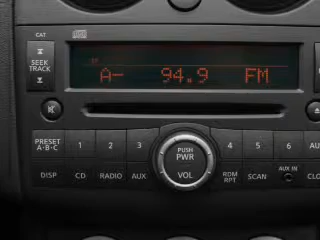 CAT
SEEK
TRACK
A- 94.9 FM
PRESET
A·B·C
1 2 3 4 5 6
PUSH
PWR
VOL
DISP CD RADIO AUX
RDM
RPT
SCAN
AUX IN